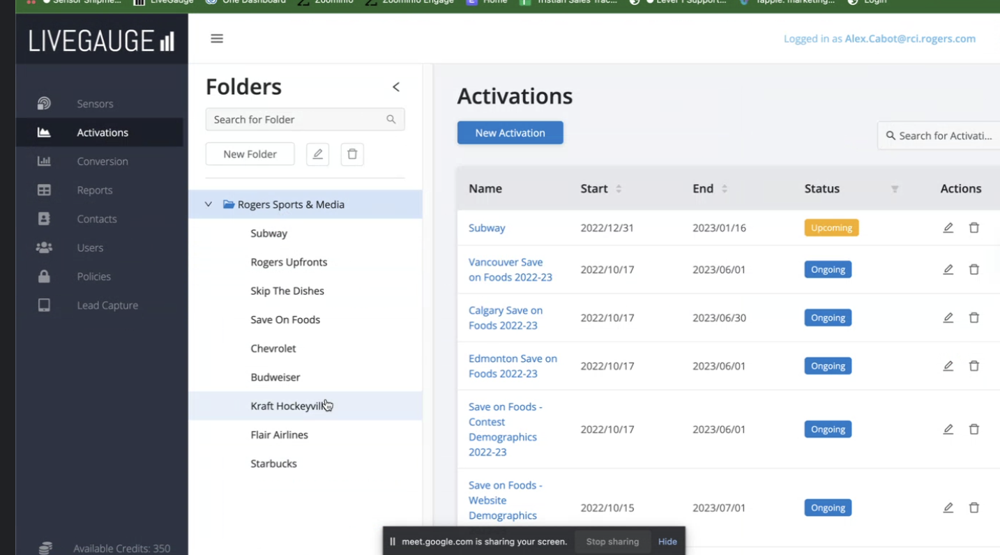 Sensor Shipme... LiveGauge One Dashboard ZoomInfo ZoomInfo Engage Home Tristian Sales Trac... Level 1 Support... Login
LIVEGAUGE
Logged in as Alex.Cabot@rci.rogers.com
Sensors
Activations
Conversion
Reports
Contacts
Users
Policies
Lead Capture
Available Credits: 350
Folders
Search for Folder
New Folder
Rogers Sports & Media
Subway
Rogers Upfronts
Skip The Dishes
Save On Foods
Chevrolet
Budweiser
Kraft Hockeyvill
Flair Airlines
Starbucks
Activations
New Activation
Search for Activati...
Name Start End Status Actions
Subway 2022/12/31 2023/01/16 Upcoming
Vancouver Save
on Foods 2022-23
2022/10/17 2023/06/01 Ongoing
Calgary Save on
Foods 2022-23
2022/10/17 2023/06/30 Ongoing
Edmonton Save on
Foods 2022-23
2022/10/17 2023/06/01 Ongoing
Save on Foods -
Contest
Demographics
2022-23
2022/10/17 2023/06/01 Ongoing
Save on Foods -
Website
Demographics
2022/10/15 2023/07/01 Ongoing
meet.google.com is sharing your screen. Stop sharing Hide